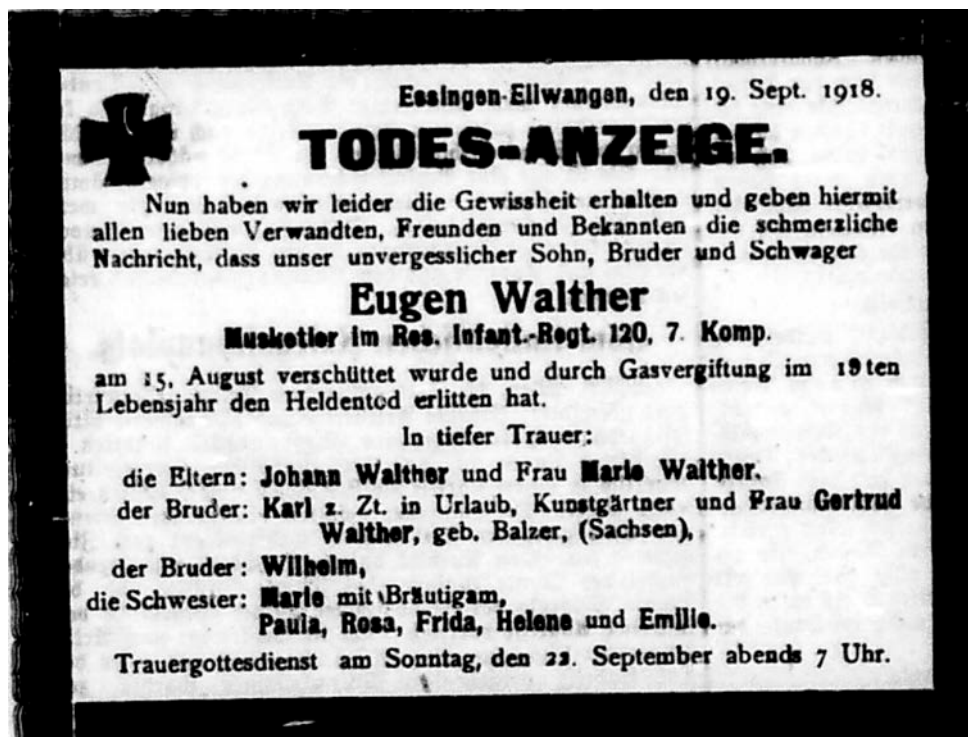 Essingen-Ellwangen, den 19. Sept. 1918.
TODES-ANZEIGE.
Nun haben wir leider die Gewissheit erhalten und geben hiermit
allen lieben Verwandten, Freunden und Bekannten die schmerzliche
Nachricht, dass unser unvergesslicher Sohn, Bruder und Schwager
Eugen Walther
Musketier im Res. Infant.-Regt. 120, 7. Komp.
am 15. August verschüttet wurde und durch Gasvergiftung im 19ten
Lebensjahr den Heldentod erlitten hat.
In tiefer Trauer:
die Eltern: Johann Walther und Frau Marie Walther.
der Bruder: Karl z. Zt. in Urlaub, Kunstgärtner und Frau Gertrud
Walther, geb. Balzer, (Sachsen),
der Bruder: Wilhelm,
die Schwester: Marie mit Bräutigam,
Paula, Rosa, Frida, Helene und Emilie.
Trauergottesdienst am Sonntag, den 22. September abends 7 Uhr.